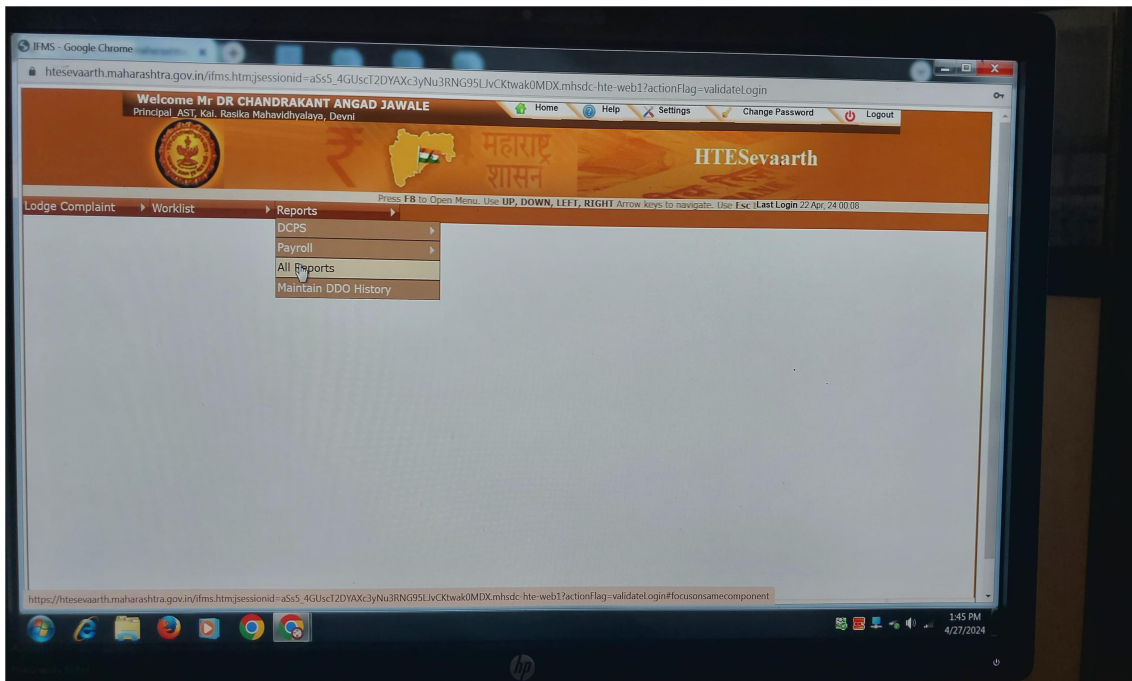 IFMS - Google Chrome
htesevaarth.maharashtra.gov.in/ifms.htm;jsessionid=aSs5_4GUscT2DYAXc3yNu3RNG95LJvCKtwak0MDX.mhsdc-hte-web1?actionFlag=validateLogin
Welcome Mr DR CHANDRAKANT ANGAD JAWALE
Principal_AST, Kai. Rasika Mahavidhyalaya, Devni
Home Help Settings Change Password Logout
महाराष्ट्र
शासन
HTESevaarth
Press F8 to Open Menu. Use UP, DOWN, LEFT, RIGHT Arrow keys to navigate. Use Esc Last Login 22 Apr, 24 00:08
Lodge Complaint Worklist Reports
DCPS
Payroll
All Reports
Maintain DDO History
https://htesevaarth.maharashtra.gov.in/ifms.htm;jsessionid=aSs5_4GUscT2DYAXc3yNu3RNG95LJvCKtwak0MDX.mhsdc-hte-web1?actionFlag=validateLogin#focusonsamecomponent
1:45 PM
4/27/2024
hp